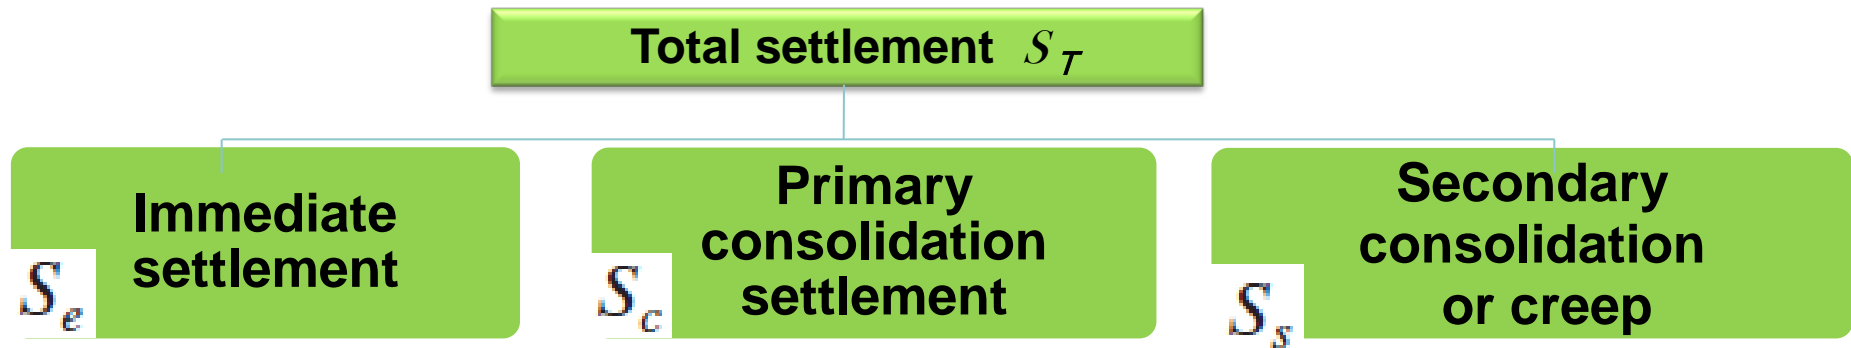 Total settlement S_T
Immediate
settlement
S_e
Primary
consolidation
settlement
S_c
Secondary
consolidation
or creep
S_s